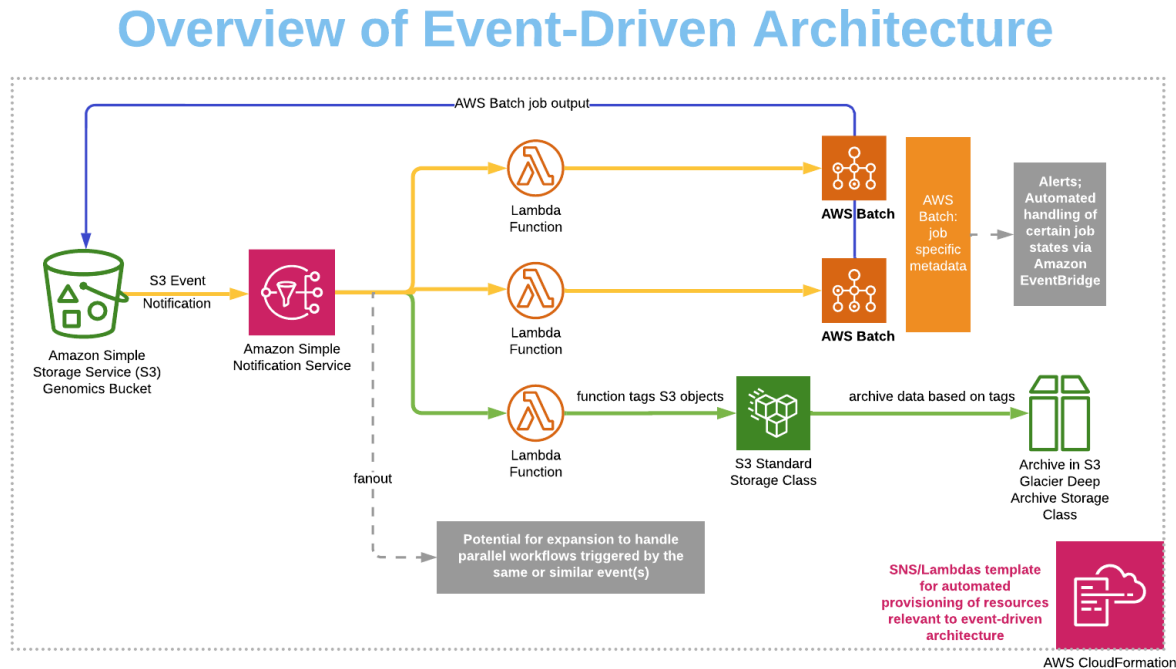 Overview of Event-Driven Architecture
AWS Batch job output
Lambda
Function
AWS Batch
AWS
Batch:
job
specific
metadata
Alerts;
Automated
handling of
certain job
states via
Amazon
EventBridge
S3 Event
Notification
Amazon Simple
Storage Service (S3)
Genomics Bucket
Amazon Simple
Notification Service
Lambda
Function
AWS Batch
Lambda
Function
function tags S3 objects
S3 Standard
Storage Class
archive data based on tags
Archive in S3
Glacier Deep
Archive Storage
Class
fanout
Potential for expansion to handle
parallel workflows triggered by the
same or similar event(s)
SNS/Lambdas template
for automated
provisioning of resources
relevant to event-driven
architecture
AWS CloudFormation